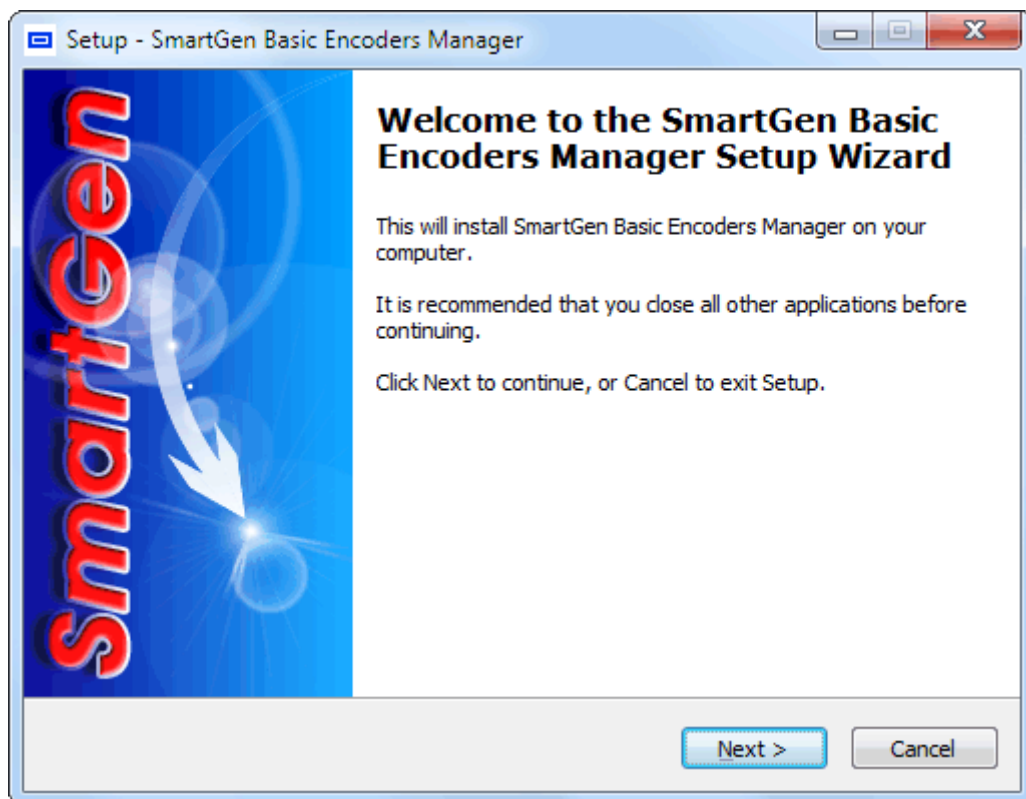 Setup - SmartGen Basic Encoders Manager
SmartGen
Welcome to the SmartGen Basic
Encoders Manager Setup Wizard
This will install SmartGen Basic Encoders Manager on your
computer.
It is recommended that you close all other applications before
continuing.
Click Next to continue, or Cancel to exit Setup.
Next >
Cancel